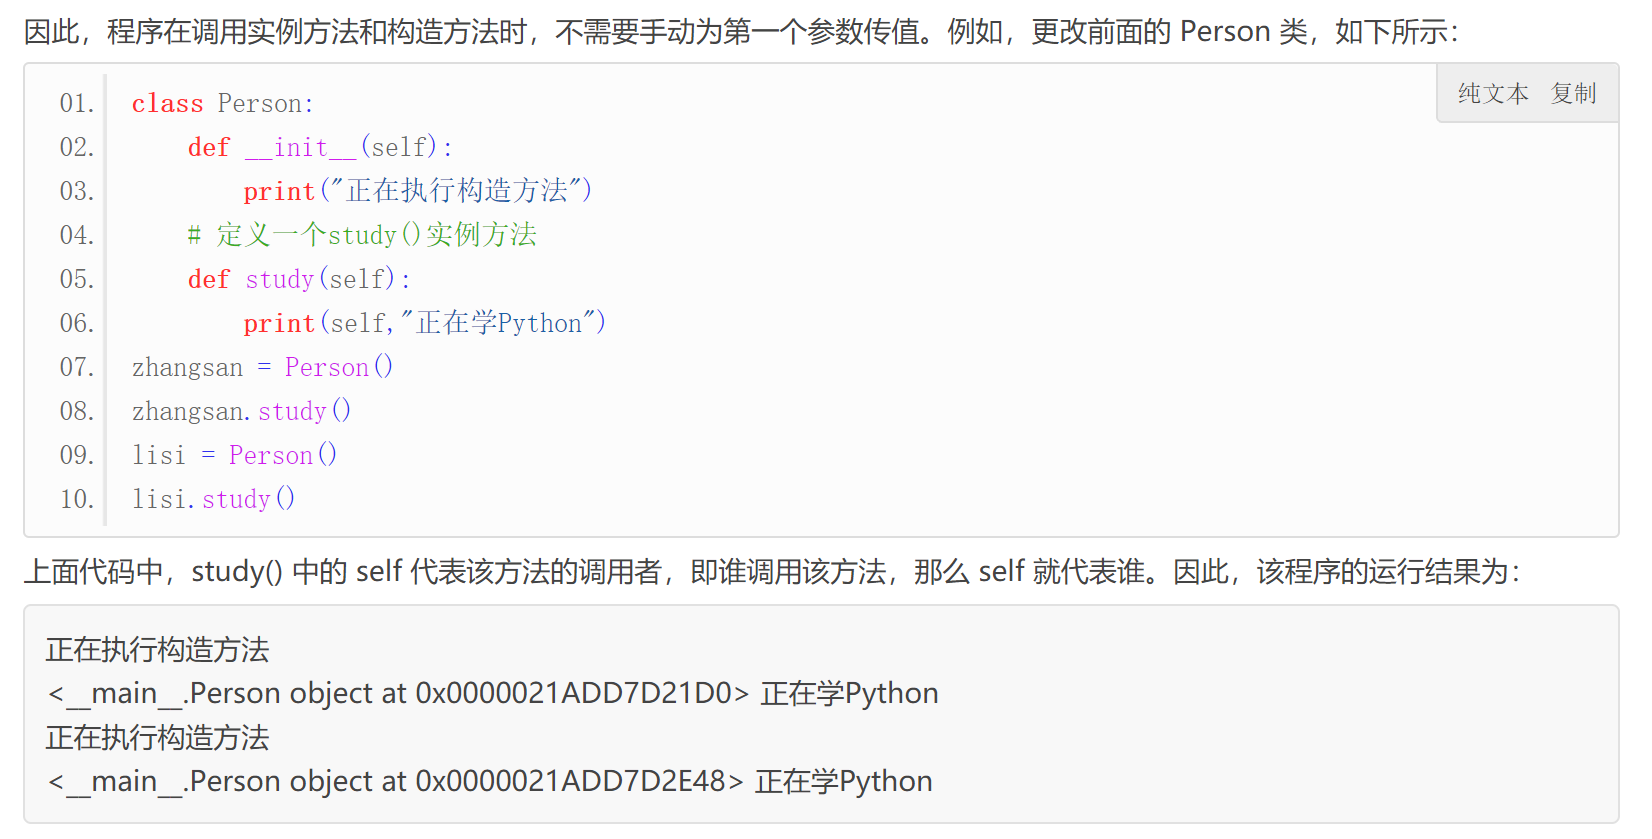 因此，程序在调用实例方法和构造方法时，不需要手动为第一个参数传值。例如，更改前面的 Person 类，如下所示：
纯文本 复制
01. class Person:
02.     def __init__(self):
03.         print("正在执行构造方法")
04.     # 定义一个study()实例方法
05.     def study(self):
06.         print(self,"正在学Python")
07. zhangsan = Person()
08. zhangsan.study()
09. lisi = Person()
10. lisi.study()
上面代码中，study() 中的 self 代表该方法的调用者，即谁调用该方法，那么 self 就代表谁。因此，该程序的运行结果为：
正在执行构造方法
<__main__.Person object at 0x0000021ADD7D21D0> 正在学Python
正在执行构造方法
<__main__.Person object at 0x0000021ADD7D2E48> 正在学Python